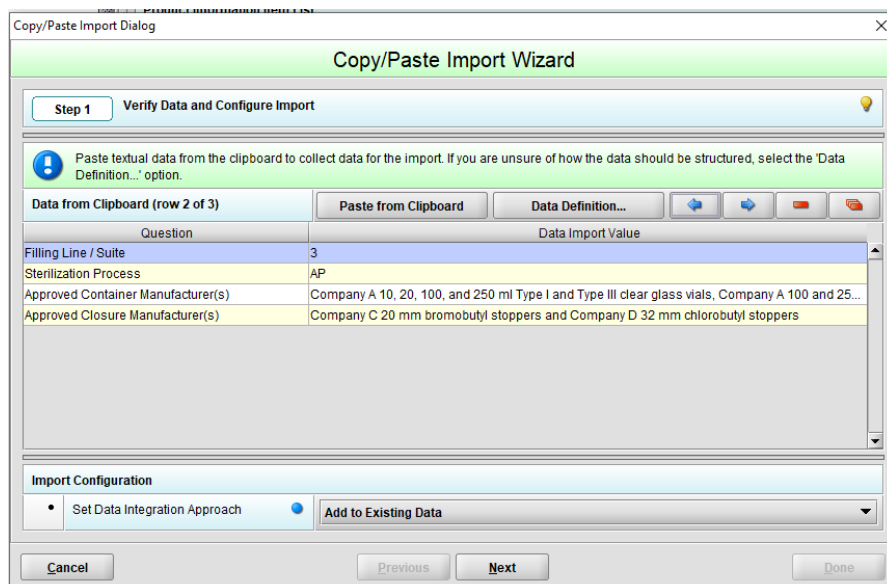 Copy/Paste Import Dialog
Copy/Paste Import Wizard
Step 1 Verify Data and Configure Import
Paste textual data from the clipboard to collect data for the import. If you are unsure of how the data should be structured, select the 'Data
Definition...' option.
Data from Clipboard (row 2 of 3) Paste from Clipboard Data Definition...
Question Data Import Value
Filling Line / Suite 3
Sterilization Process AP
Approved Container Manufacturer(s) Company A 10, 20, 100, and 250 ml Type I and Type III clear glass vials, Company A 100 and 25...
Approved Closure Manufacturer(s) Company C 20 mm bromobutyl stoppers and Company D 32 mm chlorobutyl stoppers
Import Configuration
• Set Data Integration Approach Add to Existing Data
Cancel Previous Next Done